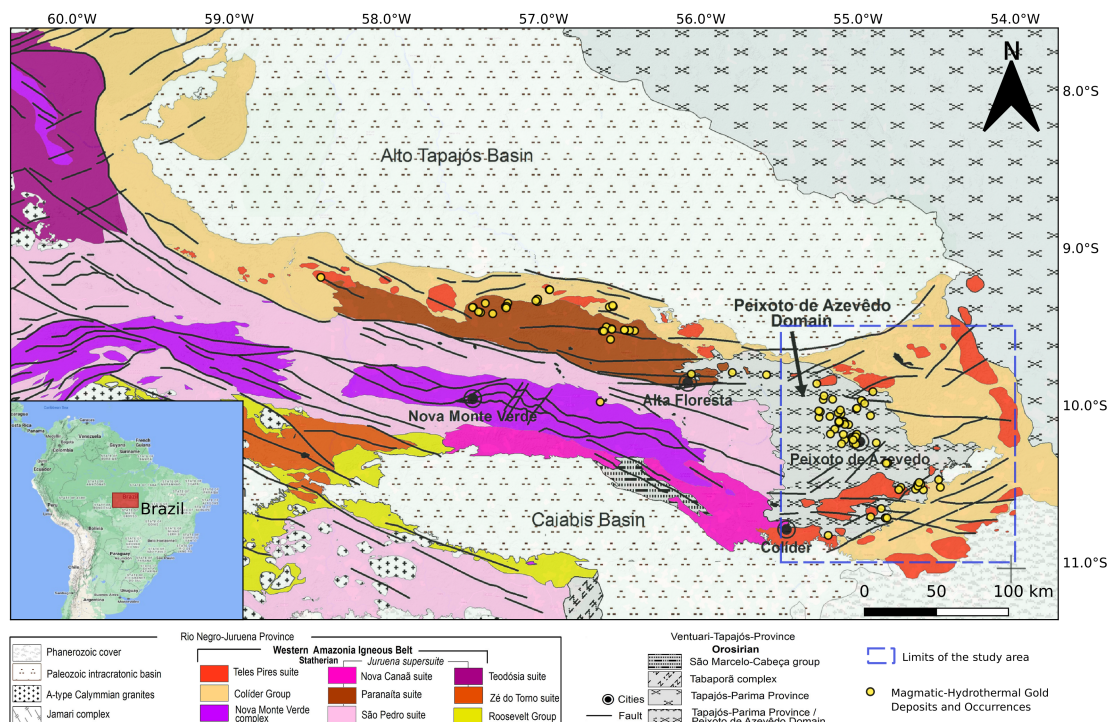 60.0°W 59.0°W 58.0°W 57.0°W 56.0°W 55.0°W 54.0°W
N
8.0°S
Alto Tapajós Basin
9.0°S
Peixoto de Azevêdo
Domain
Alta Floresta
10.0°S
Nova Monte Verde
Peixoto de Azevedo
Brazil
Caiabis Basin
Colíder
11.0°S
0 50 100 km
Rio Negro-Juruena Province
Western Amazonia Igneous Belt
Statherian
Juruena supersuite
Phanerozoic cover
Paleozoic intracratonic basin
A-type Calymmian granites
Jamari complex
Teles Pires suite
Colíder Group
Nova Monte Verde
complex
Nova Canaã suite
Paranaíta suite
São Pedro suite
Teodósia suite
Zé do Torno suite
Roosevelt Group
Ventuari-Tapajós-Province
Orosirian
São Marcelo-Cabeça group
Tabaporã complex
Tapajós-Parima Province
Tapajós-Parima Province /
Peixoto de Azevêdo Domain
Cities
Fault
Limits of the study area
Magmatic-Hydrothermal Gold
Deposits and Occurrences